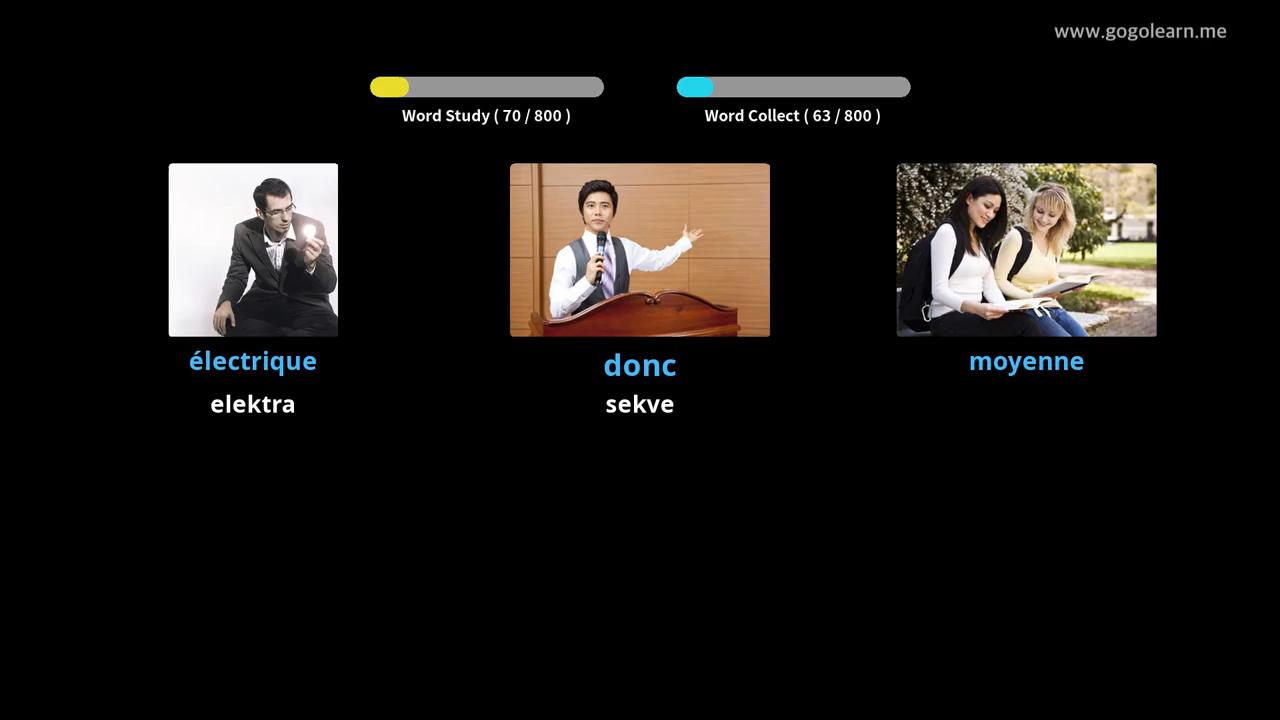 www.gogolearn.me
Word Study ( 70 / 800 )
Word Collect ( 63 / 800 )
électrique
donc
moyenne
elektra
sekve